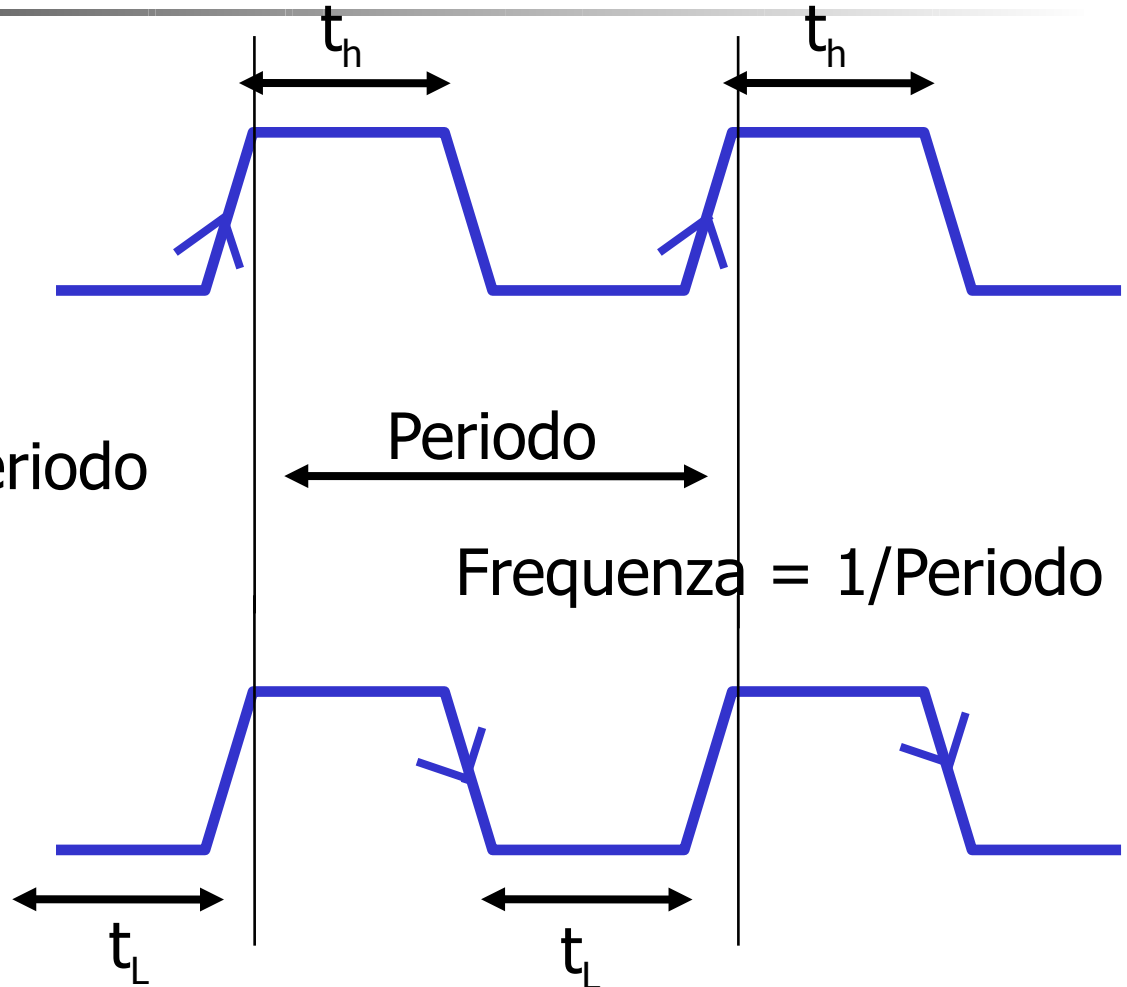 th th
Periodo
eriodo
Frequenza = 1/Periodo
tL tL